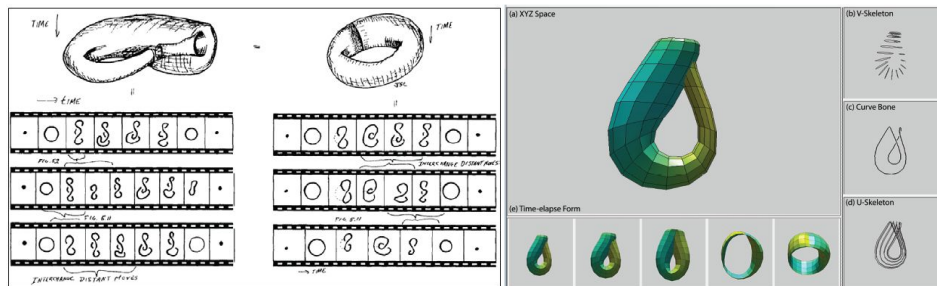 TIME
TIME
TIME
FIG. 5.2
FIG. 5.11
INTERCHANGE DISTANT MOVES
INTERCHANGE DISTANT MOVES
FIG. 5.11
TIME
(a) XYZ Space
(b) V-Skeleton
(c) Curve Bone
(e) Time-elapse Form
(d) U-Skeleton